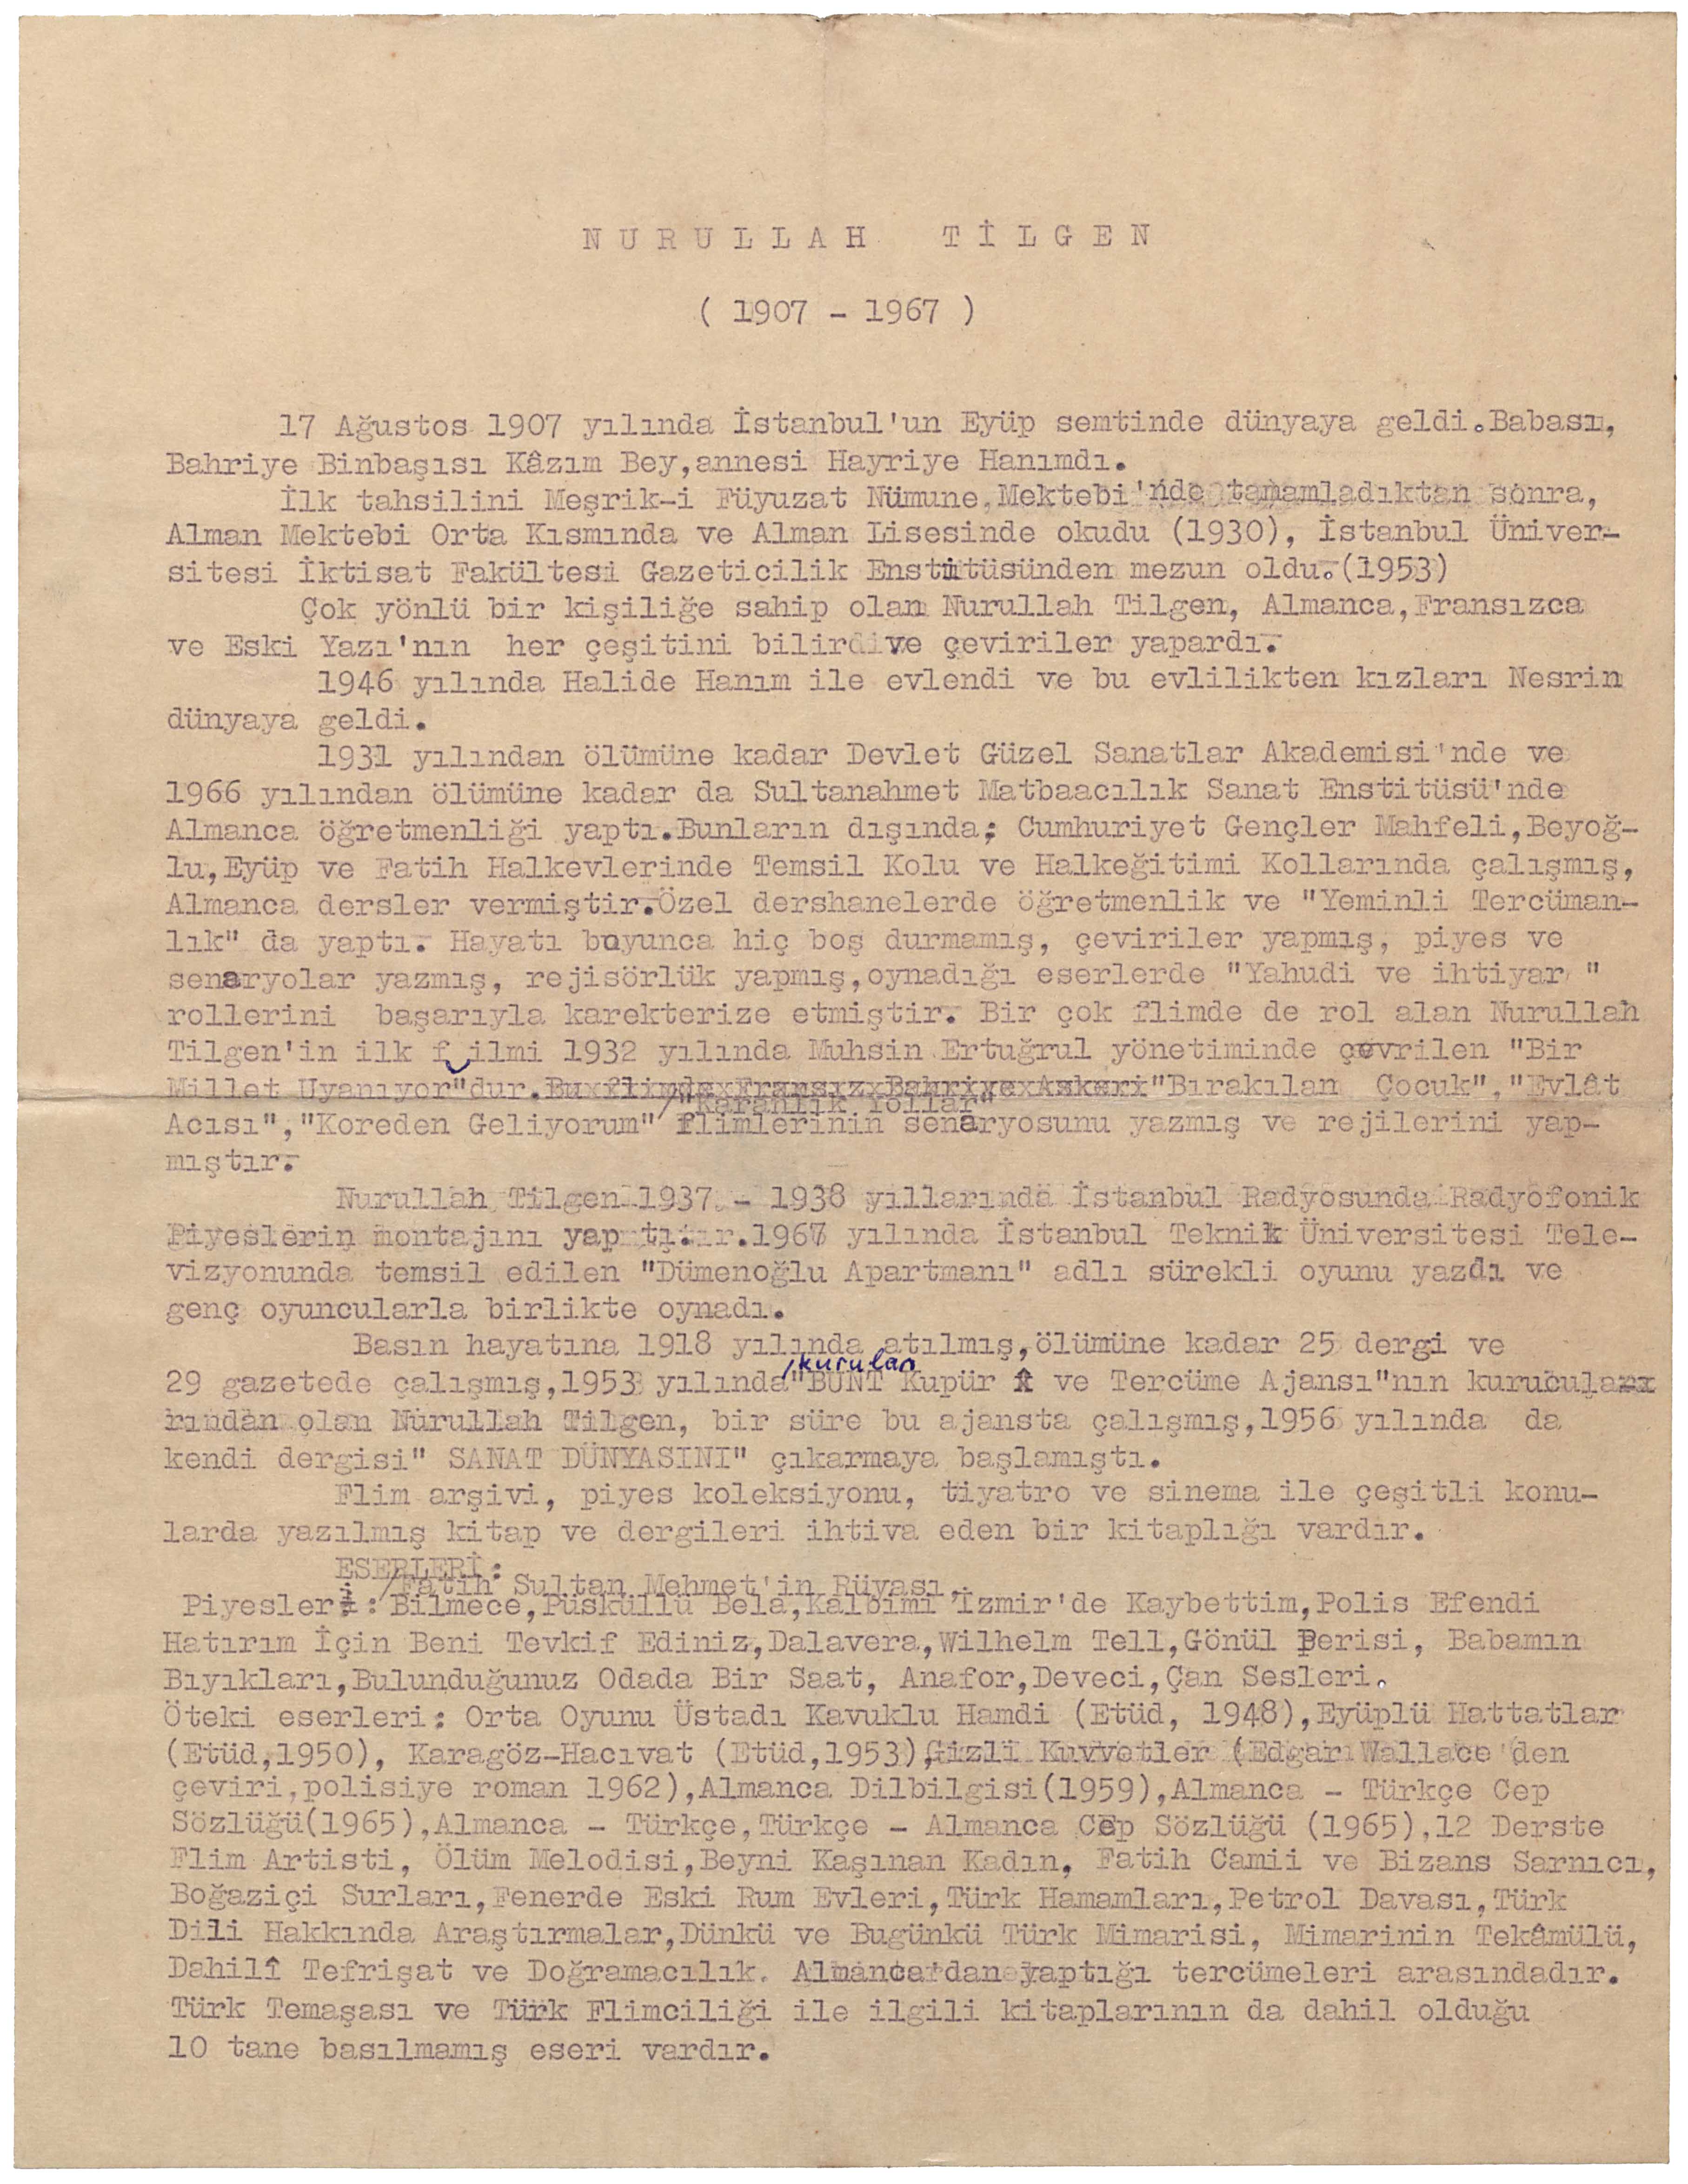 NURULLAH TİLGEN
( 1907 - 1967 )
17 Ağustos 1907 yılında İstanbul'un Eyüp semtinde dünyaya geldi.Babası,
Bahriye Binbaşısı Kâzım Bey,annesi Hayriye Hanımdı.
İlk tahsilini Meşrik-i Füyuzat Nümune Mektebi'nde tamamladıktan sonra,
Alman Mektebi Orta Kısmında ve Alman Lisesinde okudu (1930), İstanbul Üniver-
sitesi İktisat Fakültesi Gazeticilik Enstitüsünden mezun oldu.(1953)
Çok yönlü bir kişiliğe sahip olan Nurullah Tilgen, Almanca,Fransızca
ve Eski Yazı'nın her çeşitini bilirdi ve çeviriler yapardı.
1946 yılında Halide Hanım ile evlendi ve bu evlilikten kızları Nesrin
dünyaya geldi.
1931 yılından ölümüne kadar Devlet Güzel Sanatlar Akademisi'nde ve
1966 yılından ölümüne kadar da Sultanahmet Matbaacılık Sanat Enstitüsü'nde
Almanca öğretmenliği yaptı.Bunların dışında; Cumhuriyet Gençler Mahfeli,Beyoğ-
lu,Eyüp ve Fatih Halkevlerinde Temsil Kolu ve Halkeğitimi Kollarında çalışmış,
Almanca dersler vermiştir.Özel dershanelerde öğretmenlik ve "Yeminli Tercüman-
lık" da yaptı. Hayatı boyunca hiç boş durmamış, çeviriler yapmış, piyes ve
senaryolar yazmış, rejisörlük yapmış,oynadığı eserlerde "Yahudi ve ihtiyar "
rollerini başarıyla karekterize etmiştir. Bir çok flimde de rol alan Nurullah
Tilgen'in ilk filmi 1932 yılında Muhsin Ertuğrul yönetiminde çevrilen "Bir
Millet Uyanıyor"dur.Bu flimde Fransız Bahriye Askeri "Bırakılan Çocuk","Evlât
"Karanlık Yollar"
Acısı","Koreden Geliyorum" flimlerinin senaryosunu yazmış ve rejilerini yap-
mıştır.
Nurullah Tilgen 1937 - 1938 yıllarında İstanbul Radyosunda Radyofonik
Piyeslerin montajını yaptı.1967 yılında İstanbul Teknik Üniversitesi Tele-
vizyonunda temsil edilen "Dümenoğlu Apartmanı" adlı sürekli oyunu yazdı ve
genç oyuncularla birlikte oynadı.
Basın hayatına 1918 yılında atılmış,ölümüne kadar 25 dergi ve
kurulan
29 gazetede çalışmış,1953 yılında "BUNT Kupür ve Tercüme Ajansı"nın kurucula
rından olan Nurullah Tilgen, bir süre bu ajansta çalışmış,1956 yılında da
kendi dergisi" SANAT DÜNYASINI" çıkarmaya başlamıştı.
Flim arşivi, piyes koleksiyonu, tiyatro ve sinema ile çeşitli konu-
larda yazılmış kitap ve dergileri ihtiva eden bir kitaplığı vardır.
ESERLERİ:
Fatih Sultan Mehmet'in Rüyası,
Piyesleri: Bilmece,Püsküllü Bela,Kalbimi İzmir'de Kaybettim,Polis Efendi
Hatırım İçin Beni Tevkif Ediniz,Dalavera,Wilhelm Tell,Gönül Perisi, Babamın
Bıyıkları,Bulunduğunuz Odada Bir Saat, Anafor,Deveci,Çan Sesleri.
Öteki eserleri: Orta Oyunu Üstadı Kavuklu Hamdi (Etüd, 1948),Eyüplü Hattatlar
(Etüd,1950), Karagöz-Hacıvat (Etüd,1953),Gizli Kuvvetler (Edgar Wallace'den
çeviri,polisiye roman 1962),Almanca Dilbilgisi(1959),Almanca - Türkçe Cep
Sözlüğü(1965),Almanca - Türkçe,Türkçe - Almanca Cep Sözlüğü (1965),12 Derste
Flim Artisti, Ölüm Melodisi,Beyni Kaşınan Kadın, Fatih Camii ve Bizans Sarnıcı,
Boğaziçi Surları,Fenerde Eski Rum Evleri,Türk Hamamları,Petrol Davası,Türk
Dili Hakkında Araştırmalar,Dünkü ve Bugünkü Türk Mimarisi, Mimarinin Tekâmülü,
Dahilî Tefrişat ve Doğramacılık. Almanca'dan yaptığı tercümeleri arasındadır.
Türk Temaşası ve Türk Flimciliği ile ilgili kitaplarının da dahil olduğu
10 tane basılmamış eseri vardır.